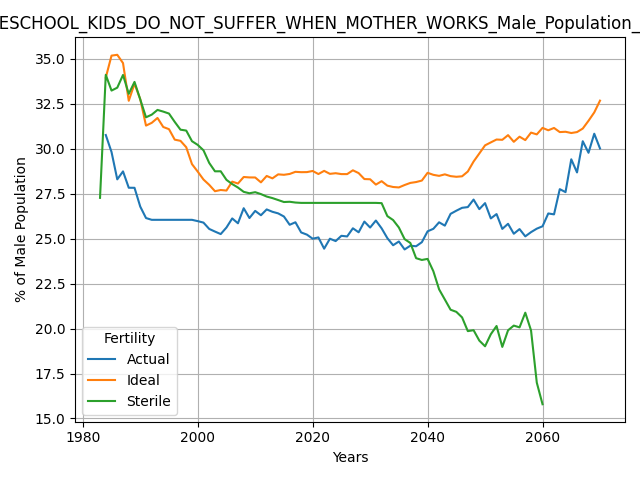 ESCHOOL_KIDS_DO_NOT_SUFFER_WHEN_MOTHER_WORKS_Male_Population_
35.0
32.5
30.0
27.5
25.0
22.5
20.0
17.5
15.0
% of Male Population
Fertility
Actual
Ideal
Sterile
1980
2000
2020
2040
2060
Years